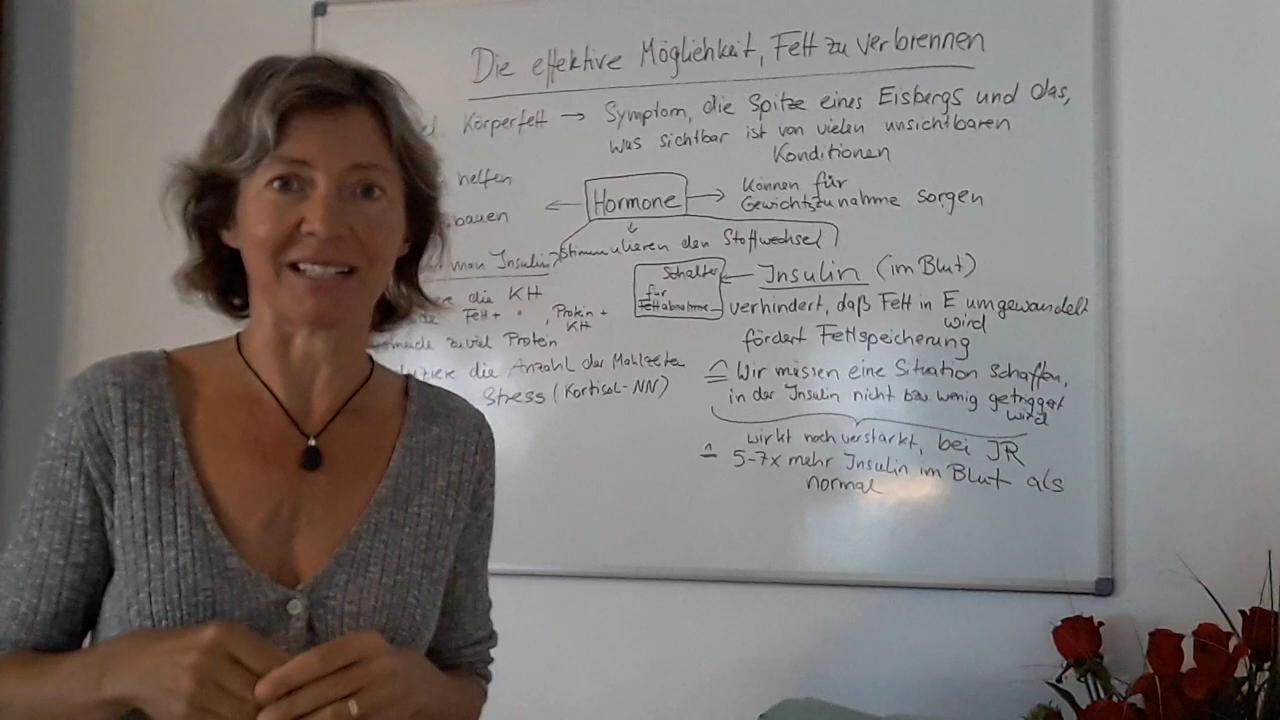 Die effektive Möglichkeit, Fett zu verbrennen
Körperfett → Symptom, die Spitze eines Eisbergs und das,
was sichtbar ist von vielen unsichtbaren
Konditionen
helfen
bauen
← Hormone →
können für
Gewichtszunahme sorgen
↓
stimmulieren den Stoffwechsel
man Insulin?
die KH
Fett + " , Protein +
KH
zuviel Protein
die Anzahl der Mahlzeiten
Stress (Kortisol-NN)
Schalter
für
Fettabnahme
← Insulin (im Blut)
verhindert, daß Fett in E umgewandelt
wird
fördert Fettspeicherung
≙ Wir müssen eine Situation schaffen,
in der Insulin nicht bzw wenig getriggert
wird
wirkt noch verstärkt, bei IR
≙ 5-7x mehr Insulin im Blut als
normal